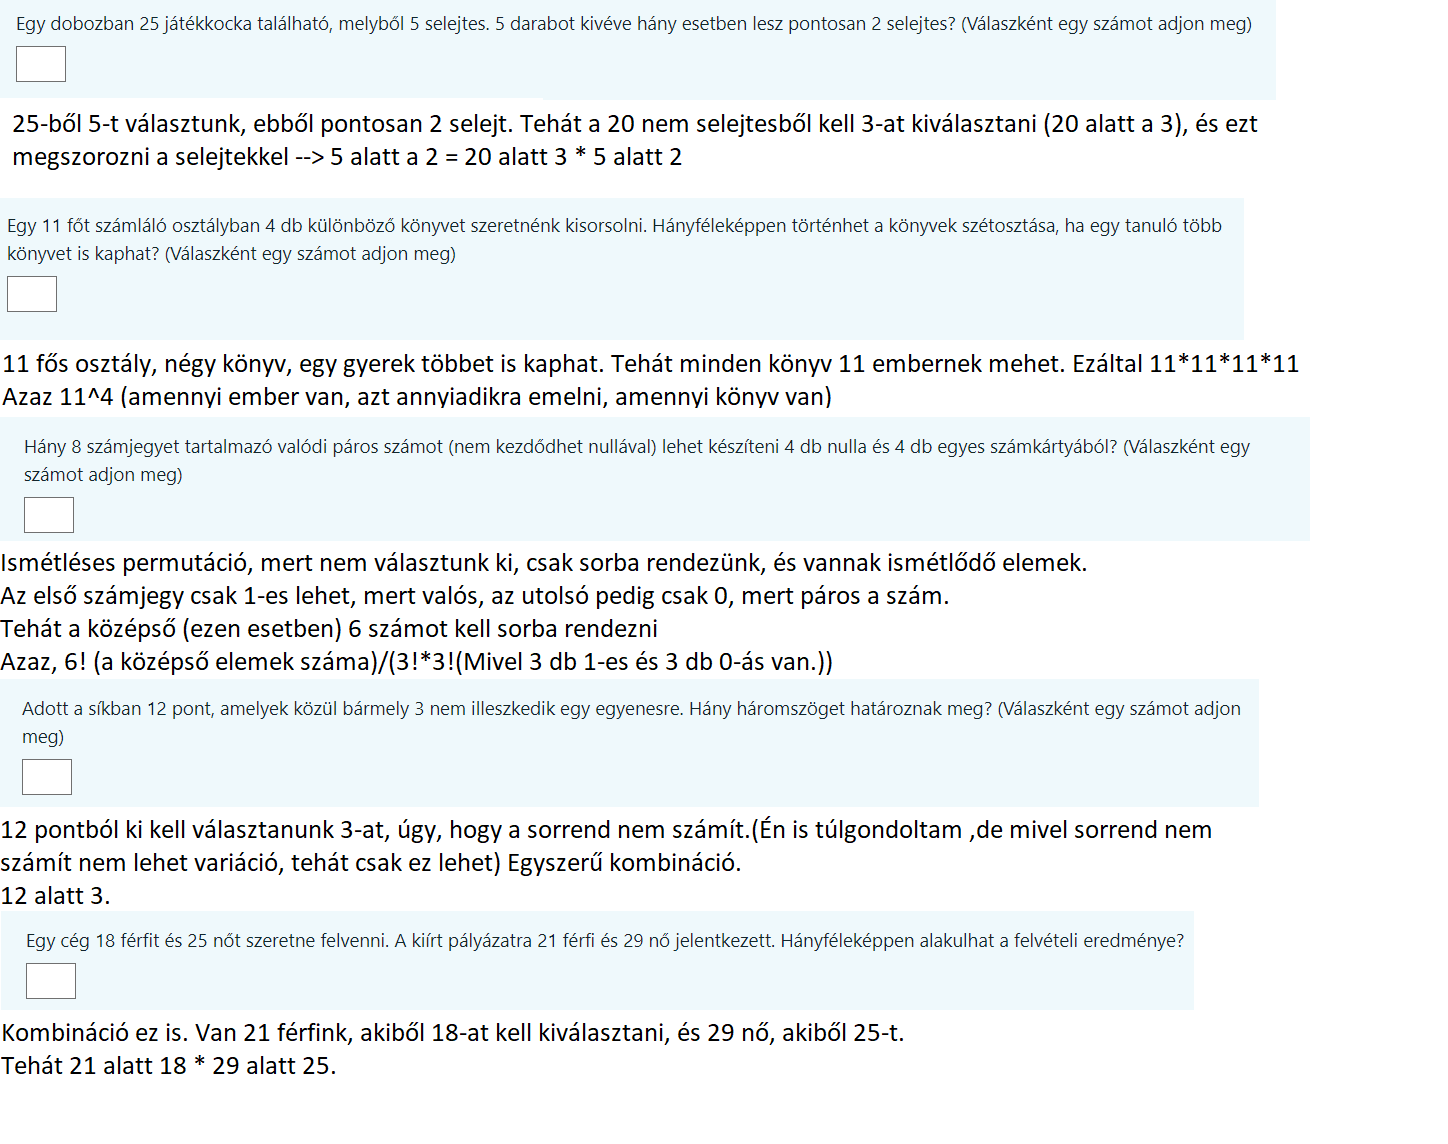 Egy dobozban 25 játékkocka található, melyből 5 selejtes. 5 darabot kivéve hány esetben lesz pontosan 2 selejtes? (Válaszként egy számot adjon meg)
25-ből 5-t választunk, ebből pontosan 2 selejt. Tehát a 20 nem selejtesből kell 3-at kiválasztani (20 alatt a 3), és ezt
megszorozni a selejtekkel --> 5 alatt a 2 = 20 alatt 3 * 5 alatt 2
Egy 11 főt számláló osztályban 4 db különböző könyvet szeretnénk kisorsolni. Hányféleképpen történhet a könyvek szétosztása, ha egy tanuló több
könyvet is kaphat? (Válaszként egy számot adjon meg)
11 fős osztály, négy könyv, egy gyerek többet is kaphat. Tehát minden könyv 11 embernek mehet. Ezáltal 11*11*11*11
Azaz 11^4 (amennyi ember van, azt annyiadikra emelni, amennyi könyv van)
Hány 8 számjegyet tartalmazó valódi páros számot (nem kezdődhet nullával) lehet készíteni 4 db nulla és 4 db egyes számkártyából? (Válaszként egy
számot adjon meg)
Ismétléses permutáció, mert nem választunk ki, csak sorba rendezünk, és vannak ismétlődő elemek.
Az első számjegy csak 1-es lehet, mert valós, az utolsó pedig csak 0, mert páros a szám.
Tehát a középső (ezen esetben) 6 számot kell sorba rendezni
Azaz, 6! (a középső elemek száma)/(3!*3!(Mivel 3 db 1-es és 3 db 0-ás van.))
Adott a síkban 12 pont, amelyek közül bármely 3 nem illeszkedik egy egyenesre. Hány háromszöget határoznak meg? (Válaszként egy számot adjon
meg)
12 pontból ki kell választanunk 3-at, úgy, hogy a sorrend nem számít.(Én is túlgondoltam ,de mivel sorrend nem
számít nem lehet variáció, tehát csak ez lehet) Egyszerű kombináció.
12 alatt 3.
Egy cég 18 férfit és 25 nőt szeretne felvenni. A kiírt pályázatra 21 férfi és 29 nő jelentkezett. Hányféleképpen alakulhat a felvételi eredménye?
Kombináció ez is. Van 21 férfink, akiből 18-at kell kiválasztani, és 29 nő, akiből 25-t.
Tehát 21 alatt 18 * 29 alatt 25.